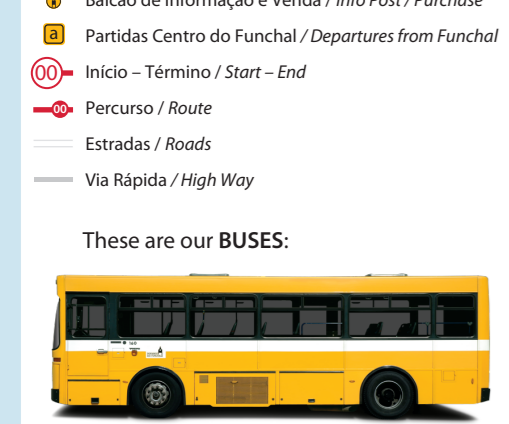 Balcão de Informação e Venda / Info Post / Purchase
a Partidas Centro do Funchal / Departures from Funchal
00 Início – Término / Start – End
00 Percurso / Route
Estradas / Roads
Via Rápida / High Way
These are our BUSES:
160